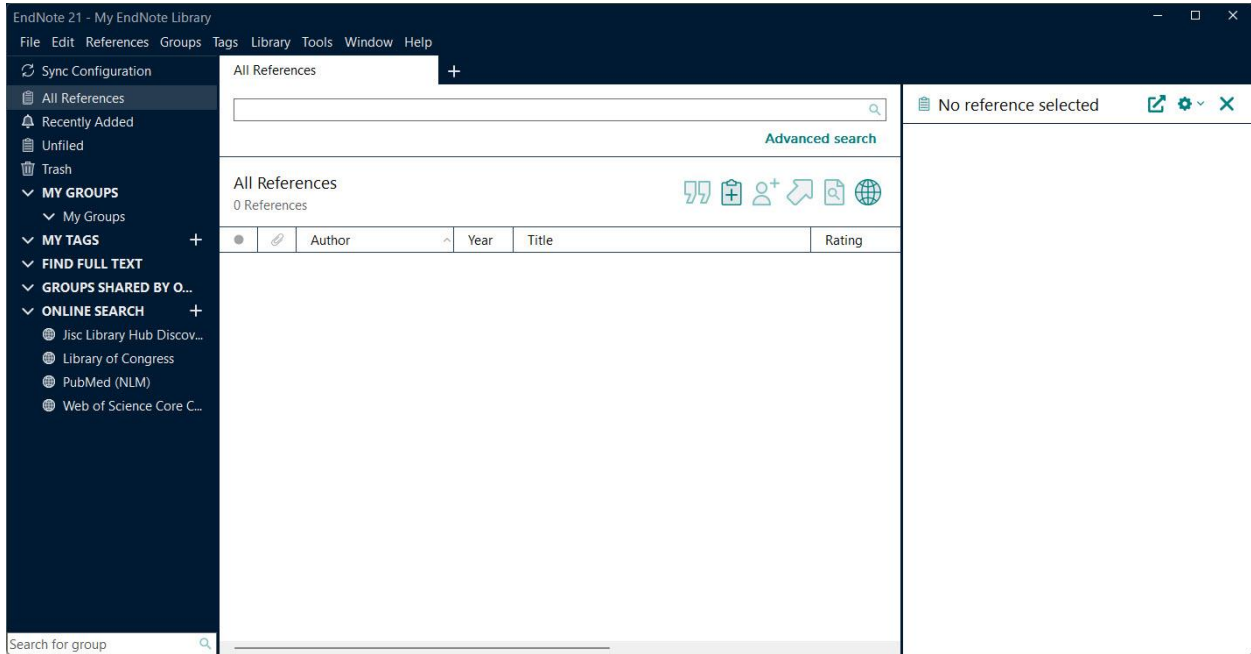 EndNote 21 - My EndNote Library
File Edit References Groups Tags Library Tools Window Help
Sync Configuration
All References
Recently Added
Unfiled
Trash
MY GROUPS
My Groups
MY TAGS +
FIND FULL TEXT
GROUPS SHARED BY O...
ONLINE SEARCH +
Jisc Library Hub Discov...
Library of Congress
PubMed (NLM)
Web of Science Core C...
Search for group
All References +
Advanced search
All References
0 References
Author Year Title Rating
No reference selected